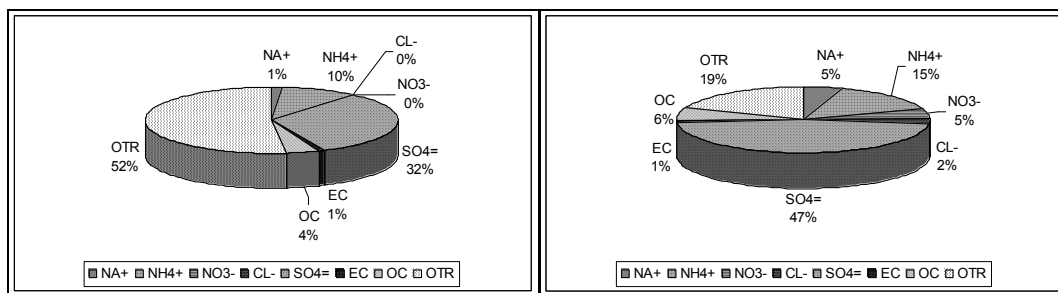 NA+
1%
NH4+
10%
CL-
0%
NO3-
0%
SO4=
32%
EC
1%
OC
4%
OTR
52%
NA+ NH4+ NO3- CL- SO4= EC OC OTR
NA+
5%
NH4+
15%
NO3-
5%
CL-
2%
SO4=
47%
EC
1%
OC
6%
OTR
19%
NA+ NH4+ NO3- CL- SO4= EC OC OTR